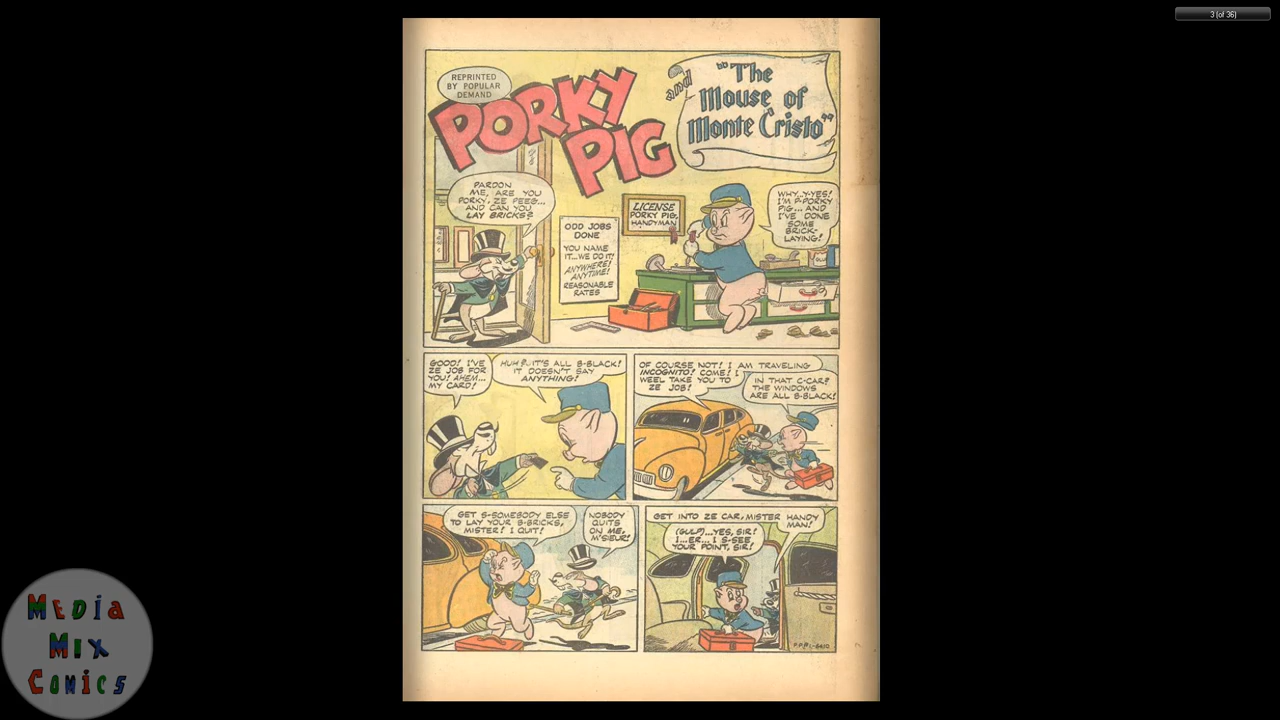 3 (of 36)
REPRINTED
BY POPULAR
DEMAND
PORKY
PIG
and
"The
Mouse of
Monte Cristo"
PARDON
ME, ARE YOU
PORKY, ZE PEEG...
AND CAN YOU
LAY BRICKS?
ODD JOBS
DONE
YOU NAME
IT...WE DO IT!
ANYWHERE!
ANYTIME!
REASONABLE
RATES
LICENSE
PORKY PIG,
HANDYMAN
WHY..Y-YES!
I'M P-PORKY
PIG... AND
I'VE DONE
SOME
BRICK-
LAYING!
GOOD! I'VE
ZE JOB FOR
YOU! AHEM...
MY CARD!
HUH?..IT'S ALL B-BLACK!
IT DOESN'T SAY
ANYTHING!
OF COURSE NOT! I AM TRAVELING
INCOGNITO! COME! I
WEEL TAKE YOU TO
ZE JOB!
IN THAT C-CAR?
THE WINDOWS
ARE ALL B-BLACK!
GET S-SOMEBODY ELSE
TO LAY YOUR B-BRICKS,
MISTER! I QUIT!
NOBODY
QUITS
ON ME,
M'SIEUR!
GET INTO ZE CAR, MISTER HANDY
MAN!
(GULP)...YES, SIR!
I...ER... I S-SEE
YOUR POINT, SIR!
MEDIA
MIX
COMICS